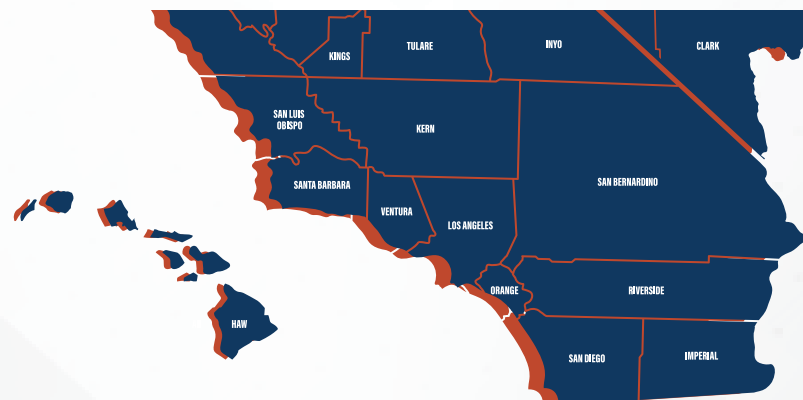 KINGS
TULARE
INYO
CLARK
SAN LUIS
OBISPO
KERN
SANTA BARBARA
SAN BERNARDINO
VENTURA
LOS ANGELES
ORANGE
RIVERSIDE
HAW
SAN DIEGO
IMPERIAL